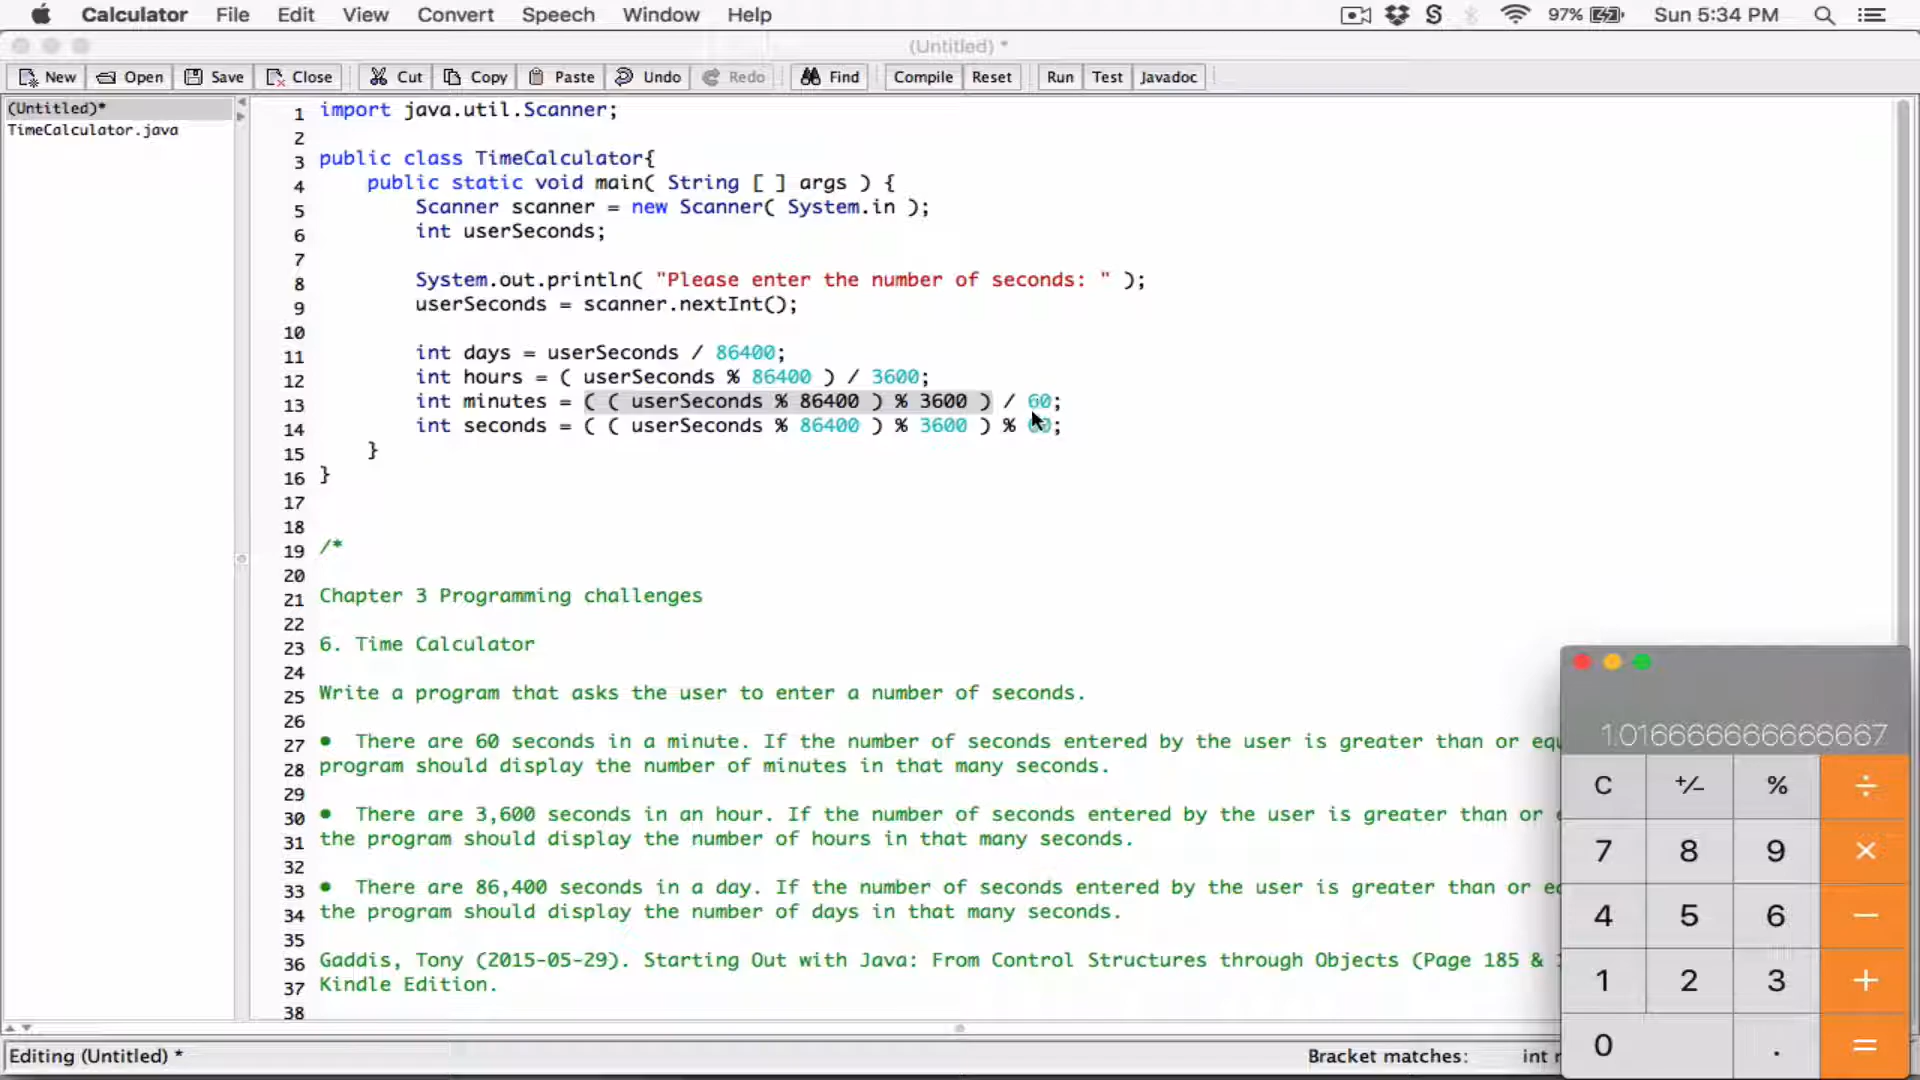 Calculator File Edit View Convert Speech Window Help 97% Sun 5:34 PM
(Untitled) *
New Open Save Close Cut Copy Paste Undo Redo Find Compile Reset Run Test Javadoc
(Untitled)*
TimeCalculator.java
1 import java.util.Scanner;
2
3 public class TimeCalculator{
4 public static void main( String [ ] args ) {
5 Scanner scanner = new Scanner( System.in );
6 int userSeconds;
7
8 System.out.println( "Please enter the number of seconds: " );
9 userSeconds = scanner.nextInt();
10
11 int days = userSeconds / 86400;
12 int hours = ( userSeconds % 86400 ) / 3600;
13 int minutes = ( ( userSeconds % 86400 ) % 3600 ) / 60;
14 int seconds = ( ( userSeconds % 86400 ) % 3600 ) % ;
15 }
16 }
17
18
19 /*
20
21 Chapter 3 Programming challenges
22
23 6. Time Calculator
24
25 Write a program that asks the user to enter a number of seconds.
26
27 • There are 60 seconds in a minute. If the number of seconds entered by the user is greater than or
28 program should display the number of minutes in that many seconds.
29
30 • There are 3,600 seconds in an hour. If the number of seconds entered by the user is greater than or
31 the program should display the number of hours in that many seconds.
32
33 • There are 86,400 seconds in a day. If the number of seconds entered by the user is greater than or
34 the program should display the number of days in that many seconds.
35
36 Gaddis, Tony (2015-05-29). Starting Out with Java: From Control Structures through Objects (Page 185 &
37 Kindle Edition.
38
Editing (Untitled) *
Bracket matches: int
1.0166666666666667
C +/- % ÷
7 8 9 ×
4 5 6 −
1 2 3 +
0 . =